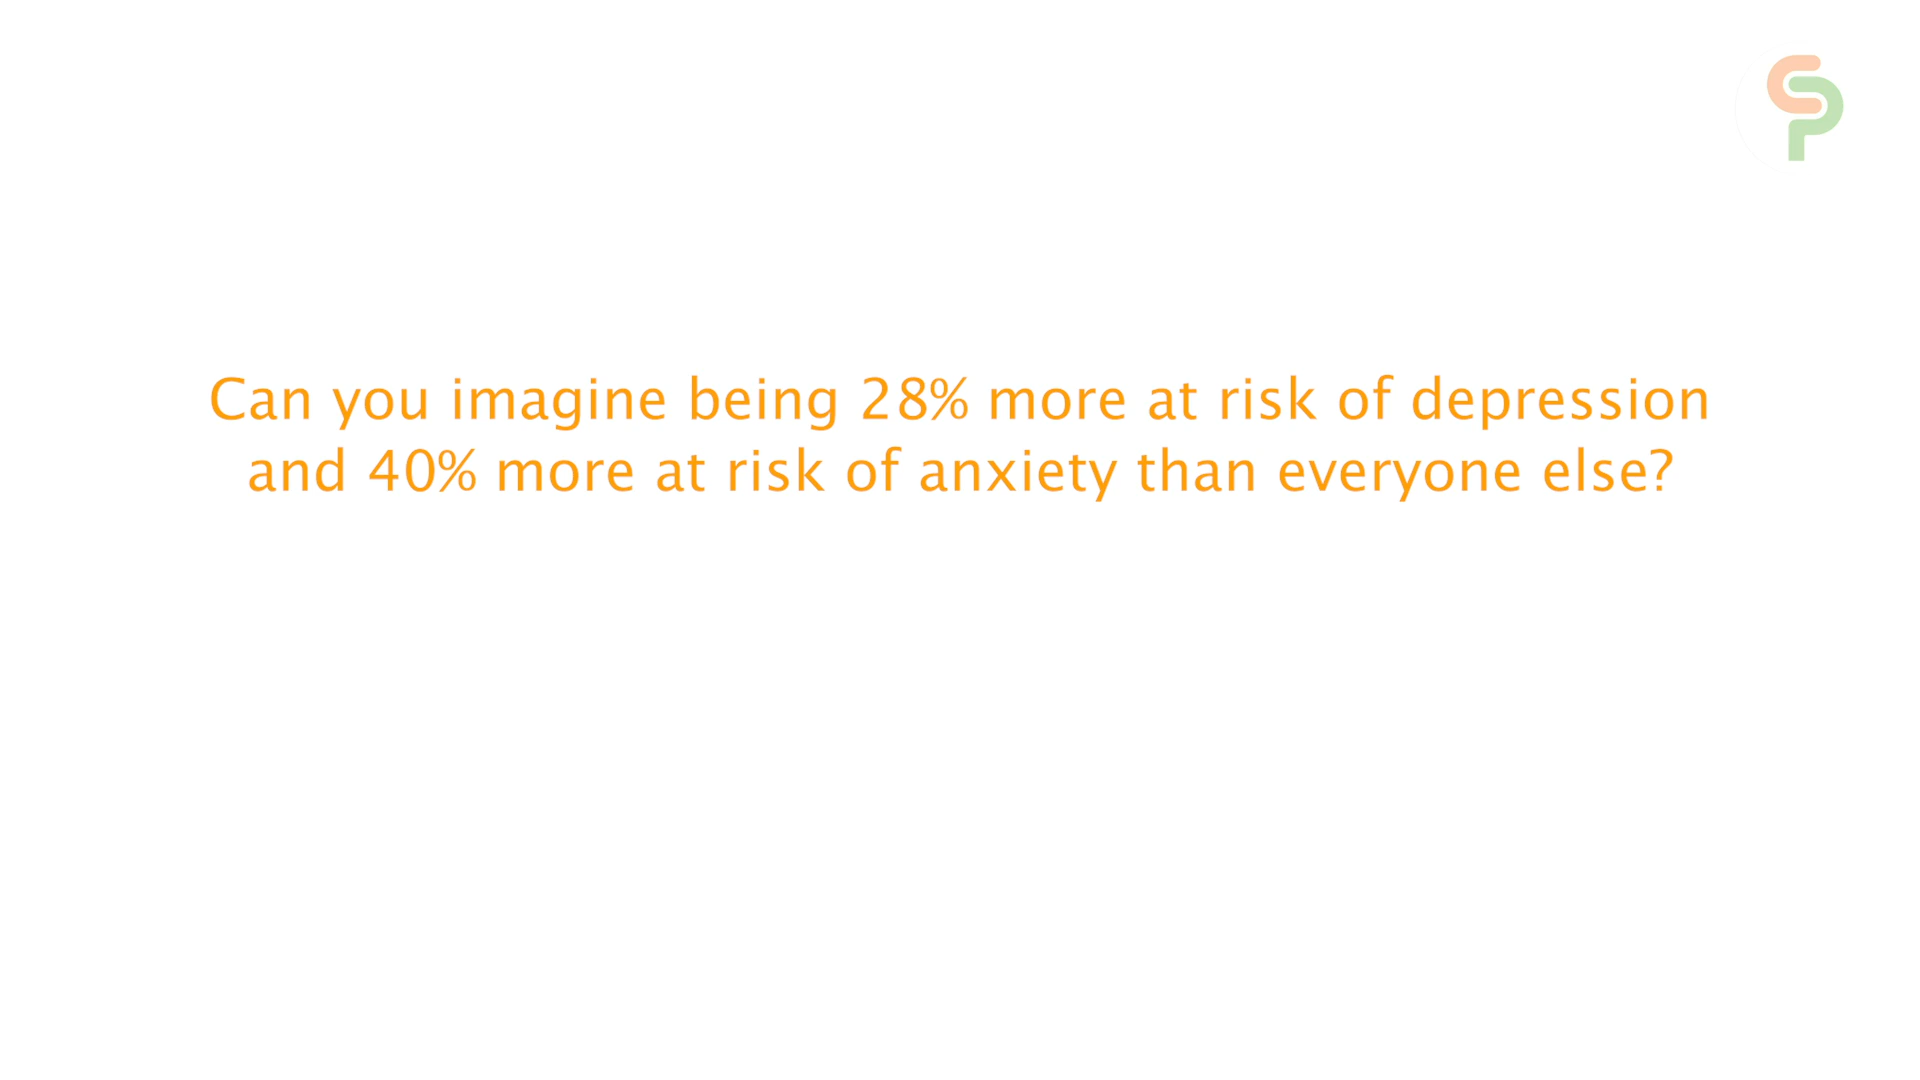 Can you imagine being 28% more at risk of depression
and 40% more at risk of anxiety than everyone else?